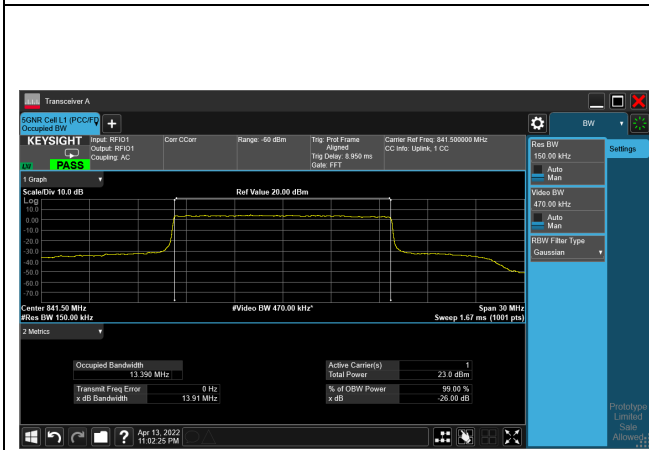 Transceiver A
5GNR Cell L1 (PCC/FD
Occupied BW
BW
KEYSIGHT
Input: RFIO1
Output: RFIO1
Coupling: AC
Corr CCorr
Range: -60 dBm
Trig: Prot Frame
Aligned
Trig Delay: 8.950 ms
Gate: FFT
Carrier Ref Freq: 841.500000 MHz
CC Info: Uplink, 1 CC
LXI
PASS
Res BW
150.00 kHz
Auto
Man
Video BW
470.00 kHz
Auto
Man
RBW Filter Type
Gaussian
Settings
1 Graph
Scale/Div 10.0 dB
Ref Value 20.00 dBm
Log
10.0
0.00
-10.0
-20.0
-30.0
-40.0
-50.0
-60.0
-70.0
Center 841.50 MHz
#Video BW 470.00 kHz*
Span 30 MHz
#Res BW 150.00 kHz
Sweep 1.67 ms (1001 pts)
2 Metrics
Occupied Bandwidth
13.390 MHz
Active Carrier(s) 1
Total Power 23.0 dBm
Transmit Freq Error 0 Hz
x dB Bandwidth 13.91 MHz
% of OBW Power 99.00 %
x dB -26.00 dB
Prototype
Limited
Sale
Allowed
?
Apr 13, 2022
11:02:25 PM